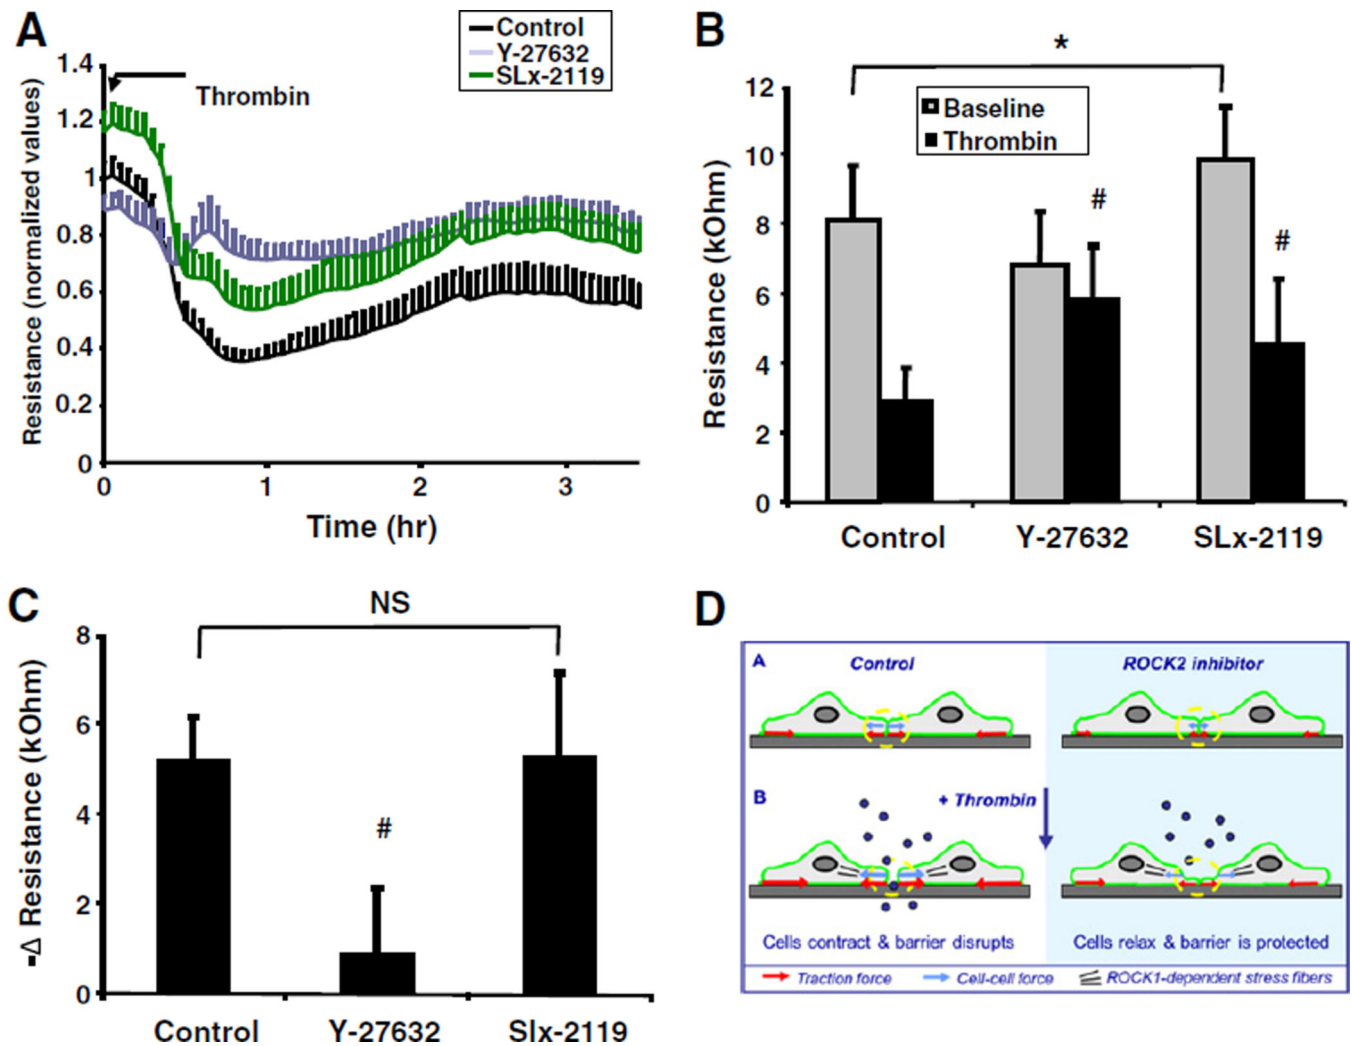 A
Control
Y-27632
SLx-2119
Thrombin
Resistance (normalized values)
1.4
1.2
1
0.8
0.6
0.4
0.2
0
0
1
2
3
Time (hr)
B
*
Baseline
Thrombin
#
#
Resistance (kOhm)
12
10
8
6
4
2
0
Control
Y-27632
SLx-2119
C
NS
#
-Δ Resistance (kOhm)
8
6
4
2
0
Control
Y-27632
Slx-2119
D
A
Control
ROCK2 inhibitor
B
+ Thrombin
Cells contract & barrier disrupts
Cells relax & barrier is protected
Traction force
Cell-cell force
ROCK1-dependent stress fibers